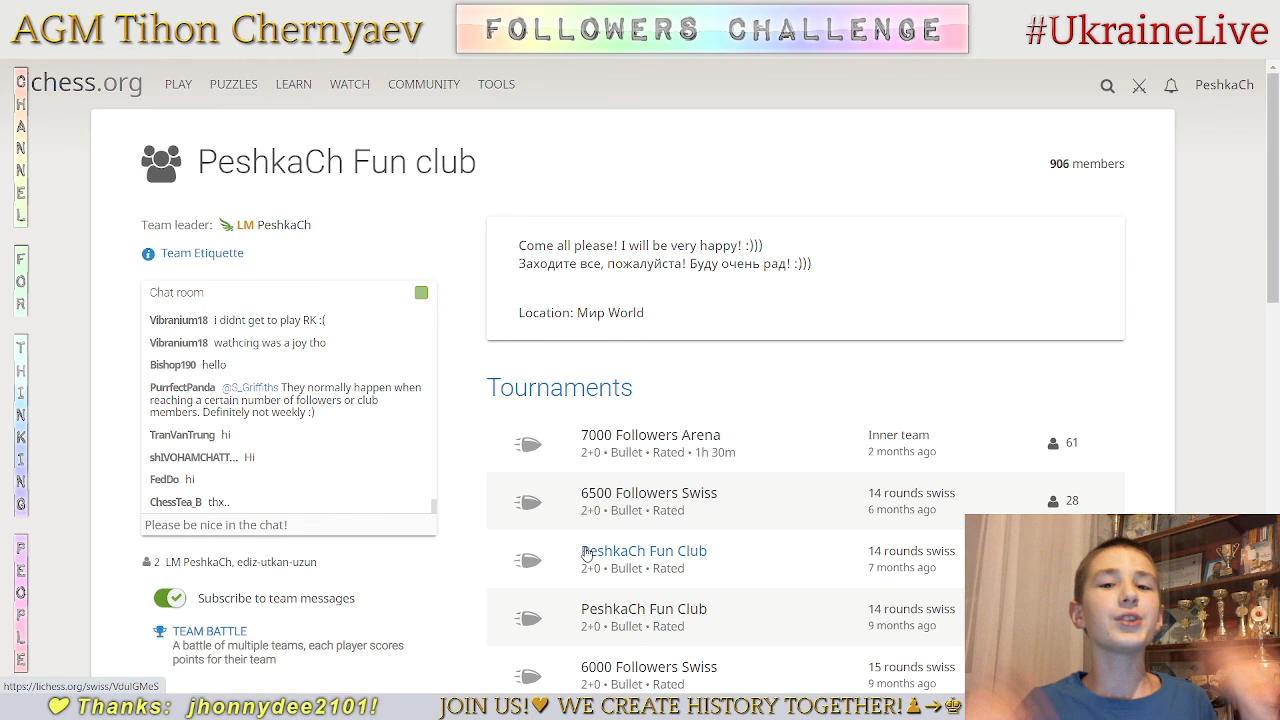 AGM Tihon Chernyaev
FOLLOWERS CHALLENGE
#UkraineLive
CHANNEL FOR THINKING PEOPLE
chess.org
PLAY PUZZLES LEARN WATCH COMMUNITY TOOLS
PeshkaCh
PeshkaCh Fun club
906 members
Team leader: LM PeshkaCh
Team Etiquette
Come all please! I will be very happy! :)))
Заходите все, пожалуйста! Буду очень рад! :)))
Location: Мир World
Chat room
Vibranium18 i didnt get to play RK :(
Vibranium18 wathcing was a joy tho
Bishop190 hello
PurrfectPanda @S_Griffiths They normally happen when
reaching a certain number of followers or club
members. Definitely not weekly :)
TranVanTrung hi
shIVOHAMCHATT... Hi
FedDo hi
ChessTea_B thx..
Please be nice in the chat!
2 LM PeshkaCh, ediz-utkan-uzun
Subscribe to team messages
TEAM BATTLE
A battle of multiple teams, each player scores
points for their team
Tournaments
7000 Followers Arena Inner team 61
2+0 • Bullet • Rated • 1h 30m 2 months ago
6500 Followers Swiss 14 rounds swiss 28
2+0 • Bullet • Rated 6 months ago
PeshkaCh Fun Club 14 rounds swiss
2+0 • Bullet • Rated 7 months ago
PeshkaCh Fun Club 14 rounds swiss
2+0 • Bullet • Rated 9 months ago
6000 Followers Swiss 15 rounds swiss
2+0 • Bullet • Rated 9 months ago
https://lichess.org/swiss/VduIGMeS
Thanks: jhonnydee2101!
JOIN US! WE CREATE HISTORY TOGETHER!